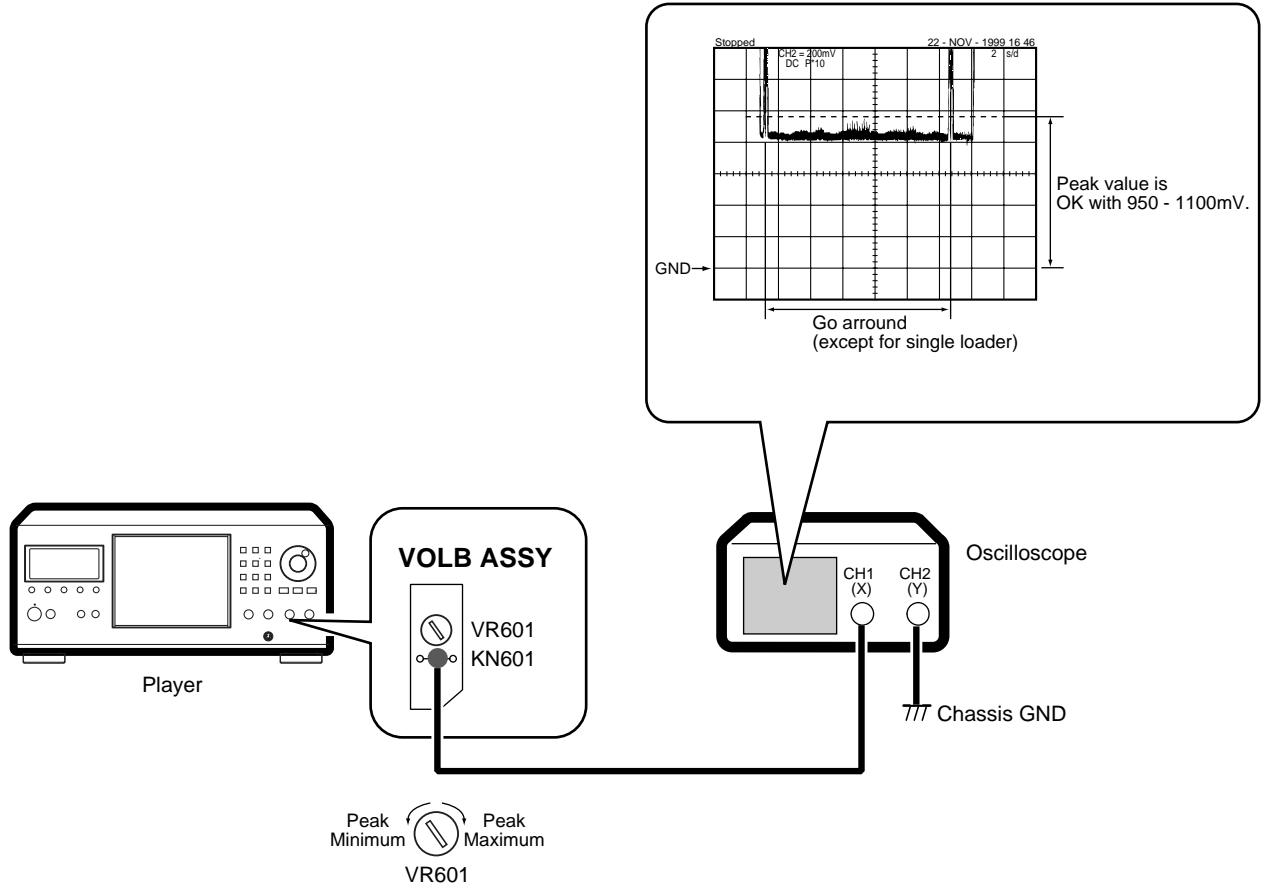 Stopped
22 - NOV - 1999 16 46
CH2 = 200mV
2 s/d
DC P*10
Peak value is
OK with 950 - 1100mV.
GND
Go arround
(except for single loader)
VOLB ASSY
VR601
KN601
Player
Oscilloscope
CH1
(X)
CH2
(Y)
Chassis GND
Peak
Minimum
Peak
Maximum
VR601